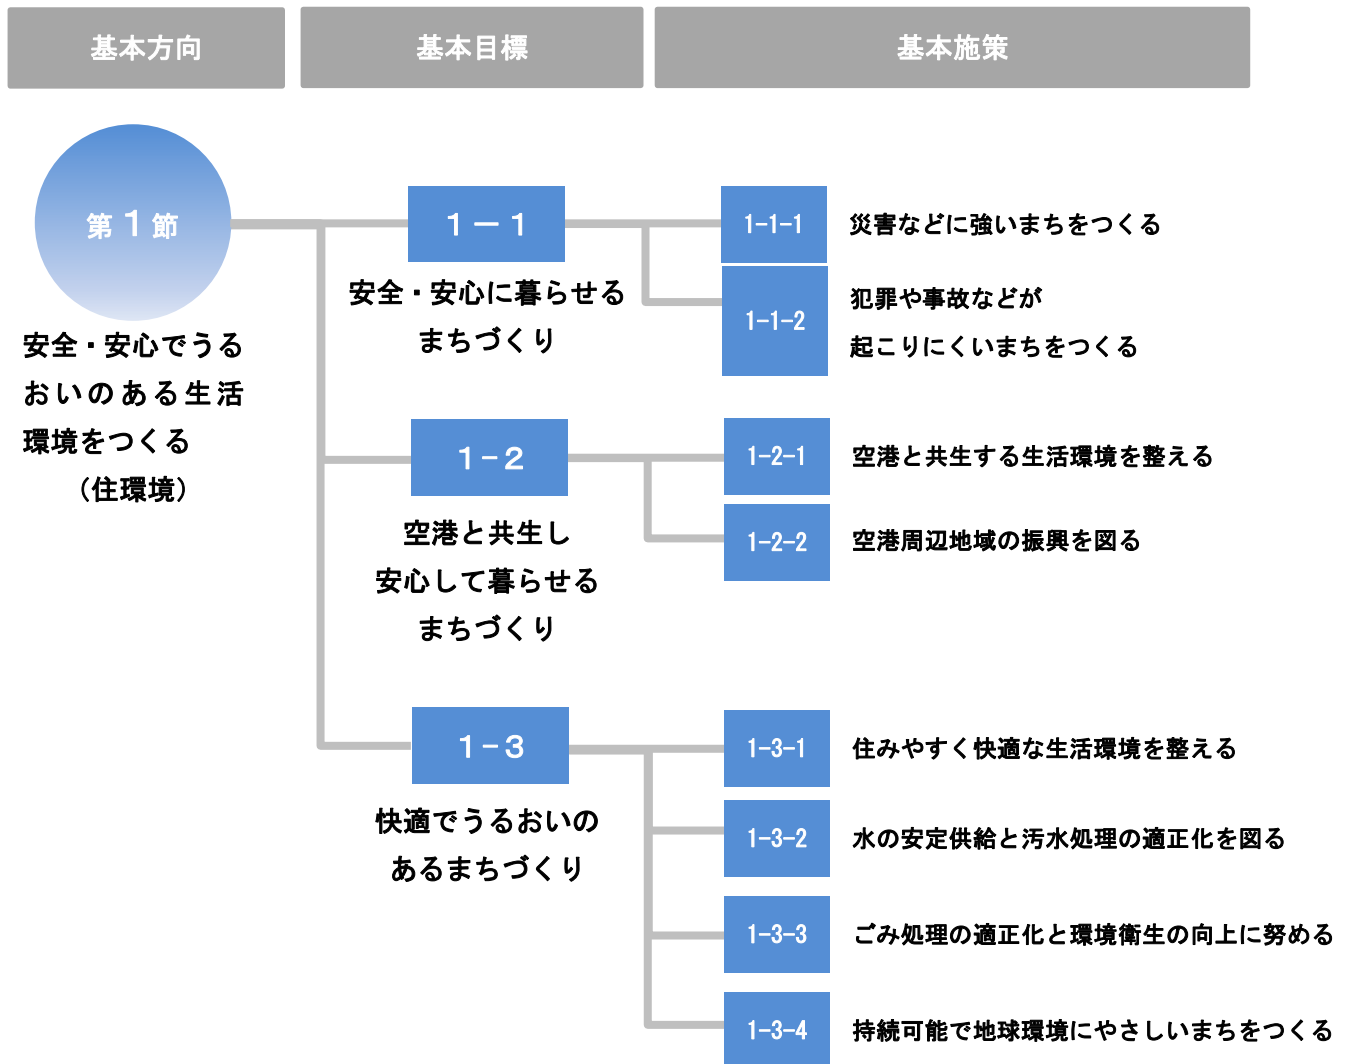 基本方向
基本目標
基本施策
第1節
安全・安心でうる
おいのある生活
環境をつくる
（住環境）
1－1
安全・安心に暮らせる
まちづくり
1-1-1
災害などに強いまちをつくる
1-1-2
犯罪や事故などが
起こりにくいまちをつくる
1-2
空港と共生し
安心して暮らせる
まちづくり
1-2-1
空港と共生する生活環境を整える
1-2-2
空港周辺地域の振興を図る
1-3
快適でうるおいの
あるまちづくり
1-3-1
住みやすく快適な生活環境を整える
1-3-2
水の安定供給と汚水処理の適正化を図る
1-3-3
ごみ処理の適正化と環境衛生の向上に努める
1-3-4
持続可能で地球環境にやさしいまちをつくる